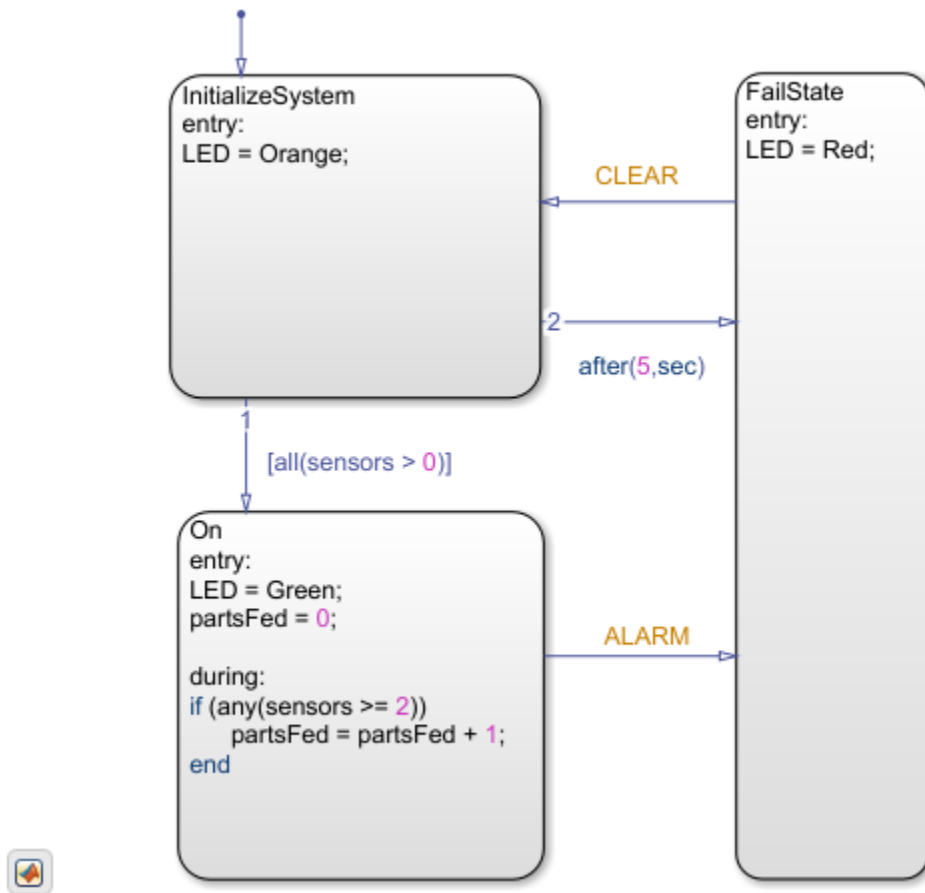 InitializeSystem
entry:
LED = Orange;
FailState
entry:
LED = Red;
CLEAR
2
after(5,sec)
1
[all(sensors > 0)]
On
entry:
LED = Green;
partsFed = 0;
during:
if (any(sensors >= 2))
partsFed = partsFed + 1;
end
ALARM